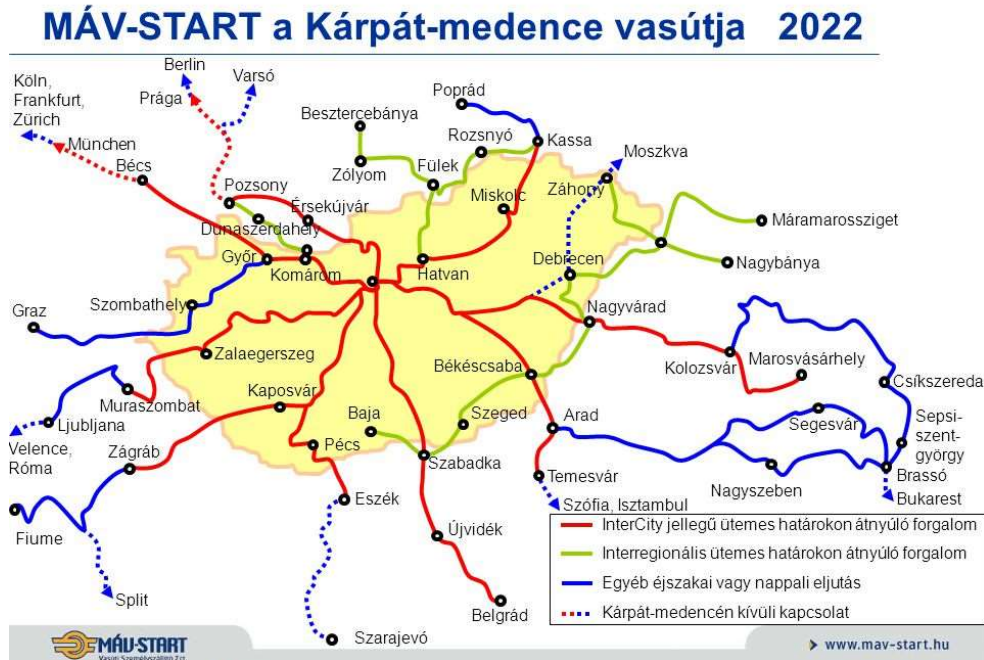 MÁV-START a Kárpát-medence vasútja 2022
Berlin
Varsó
Köln,
Frankfurt,
Zürich
Prága
Poprád
Besztercebánya
Rozsnyó
Kassa
München
Moszkva
Bécs
Zólyom
Fülek
Záhony
Pozsony
Miskolc
Érsekújvár
Máramarossziget
Dunaszerdahely
Győr
Komárom
Hatvan
Debrecen
Nagybánya
Szombathely
Nagyvárad
Graz
Zalaegerszeg
Békéscsaba
Kolozsvár
Marosvásárhely
Csíkszereda
Muraszombat
Kaposvár
Baja
Szeged
Arad
Segesvár
Sepsi-
szent-
györgy
Ljubljana
Velence,
Róma
Zágráb
Pécs
Szabadka
Temesvár
Nagyszeben
Brassó
Bukarest
Eszék
Szófia, Isztambul
Fiume
Újvidék
Split
Belgrád
Szarajevó
InterCity jellegű ütemes határokon átnyúló forgalom
Interregionális ütemes határokon átnyúló forgalom
Egyéb éjszakai vagy nappali eljutás
Kárpát-medencén kívüli kapcsolat
MÁV-START
Vasúti Személyszállító Zrt.
www.mav-start.hu